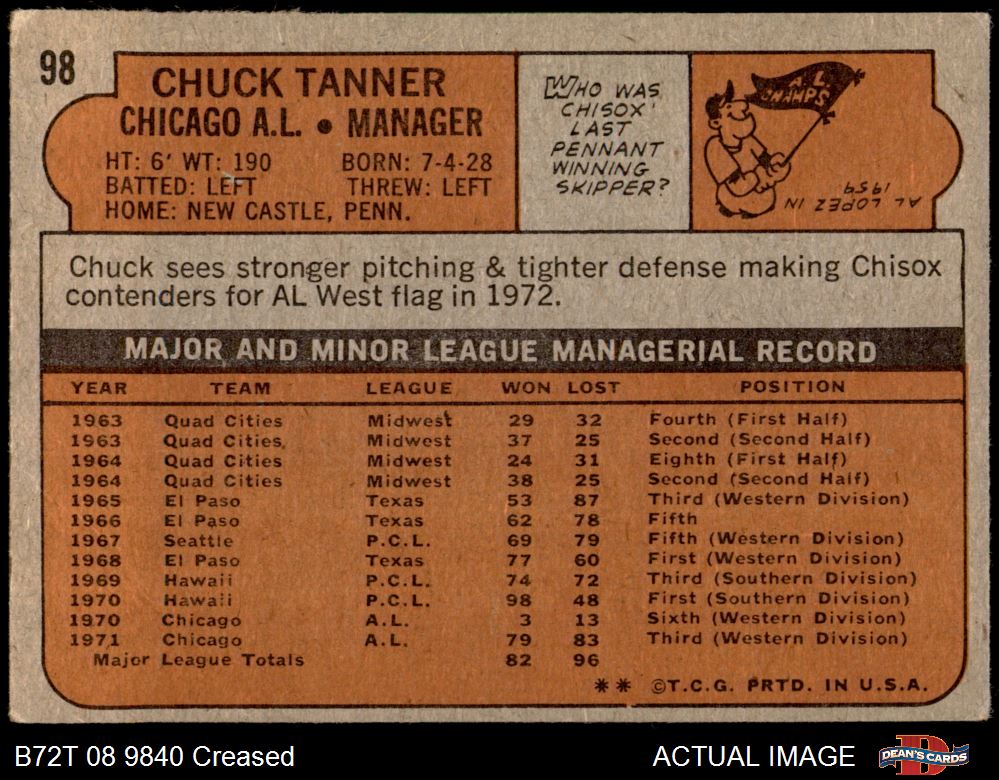 98
CHUCK TANNER
CHICAGO A.L. • MANAGER
HT: 6' WT: 190 BORN: 7-4-28
BATTED: LEFT THREW: LEFT
HOME: NEW CASTLE, PENN.
WHO WAS
CHISOX'
LAST
PENNANT
WINNING
SKIPPER?
A L
CHAMPS
AL LOPEZ IN
1959
Chuck sees stronger pitching & tighter defense making Chisox
contenders for AL West flag in 1972.
MAJOR AND MINOR LEAGUE MANAGERIAL RECORD
YEAR TEAM LEAGUE WON LOST POSITION
1963 Quad Cities Midwest 29 32 Fourth (First Half)
1963 Quad Cities Midwest 37 25 Second (Second Half)
1964 Quad Cities Midwest 24 31 Eighth (First Half)
1964 Quad Cities Midwest 38 25 Second (Second Half)
1965 El Paso Texas 53 87 Third (Western Division)
1966 El Paso Texas 62 78 Fifth
1967 Seattle P.C.L. 69 79 Fifth (Western Division)
1968 El Paso Texas 77 60 First (Western Division)
1969 Hawaii P.C.L. 74 72 Third (Southern Division)
1970 Hawaii P.C.L. 98 48 First (Southern Division)
1970 Chicago A.L. 3 13 Sixth (Western Division)
1971 Chicago A.L. 79 83 Third (Western Division)
Major League Totals 82 96
** ©T.C.G. PRTD. IN U.S.A.
B72T 08 9840 Creased ACTUAL IMAGE DEAN'S CARDS